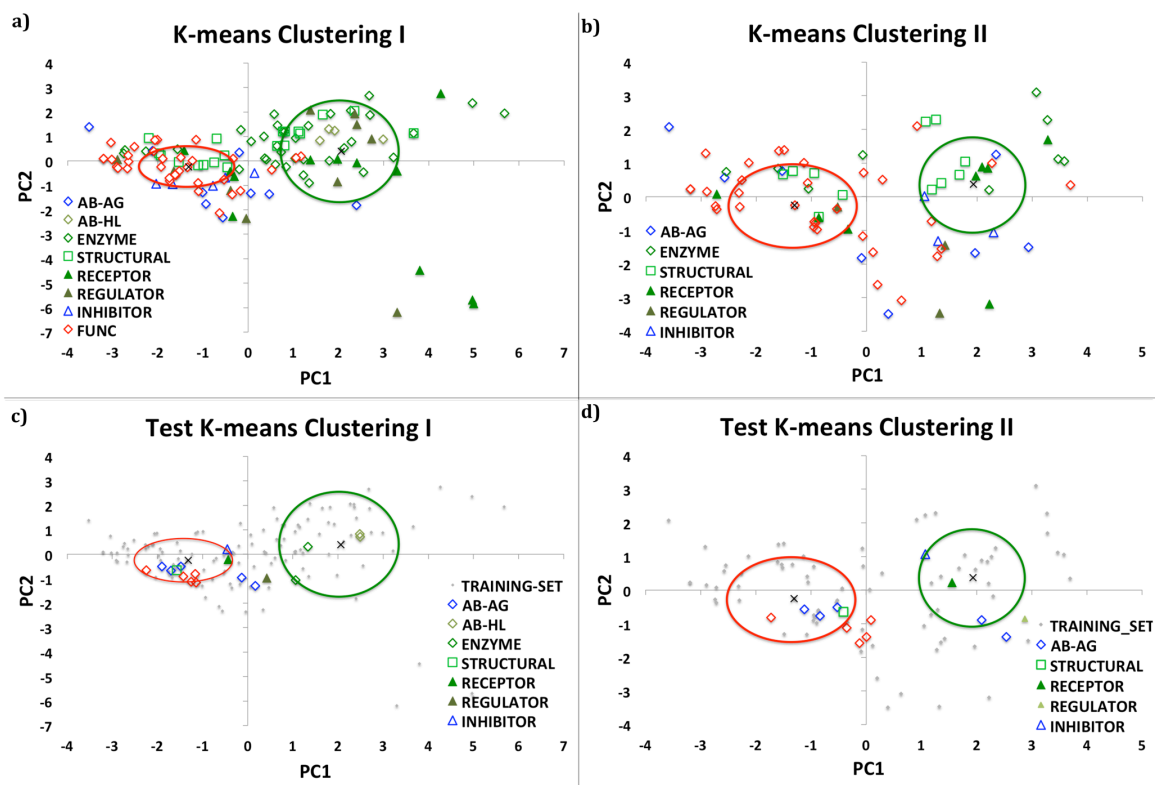 a)
K-means Clustering I
PC2
4
3
2
1
0
-1
-2
-3
-4
-5
-6
-7
AB-AG
AB-HL
ENZYME
STRUCTURAL
RECEPTOR
REGULATOR
INHIBITOR
FUNC
-4 -3 -2 -1 0 1 2 3 4 5 6 7
PC1
b)
K-means Clustering II
PC2
4
3
2
1
0
-1
-2
-3
-4
AB-AG
ENZYME
STRUCTURAL
RECEPTOR
REGULATOR
INHIBITOR
-4 -3 -2 -1 0 1 2 3 4 5
PC1
c)
Test K-means Clustering I
PC2
4
3
2
1
0
-1
-2
-3
-4
-5
-6
-7
TRAINING-SET
AB-AG
AB-HL
ENZYME
STRUCTURAL
RECEPTOR
REGULATOR
INHIBITOR
-4 -3 -2 -1 0 1 2 3 4 5 6 7
PC1
d)
Test K-means Clustering II
PC2
4
3
2
1
0
-1
-2
-3
-4
TRAINING_SET
AB-AG
STRUCTURAL
RECEPTOR
REGULATOR
INHIBITOR
-4 -3 -2 -1 0 1 2 3 4 5
PC1